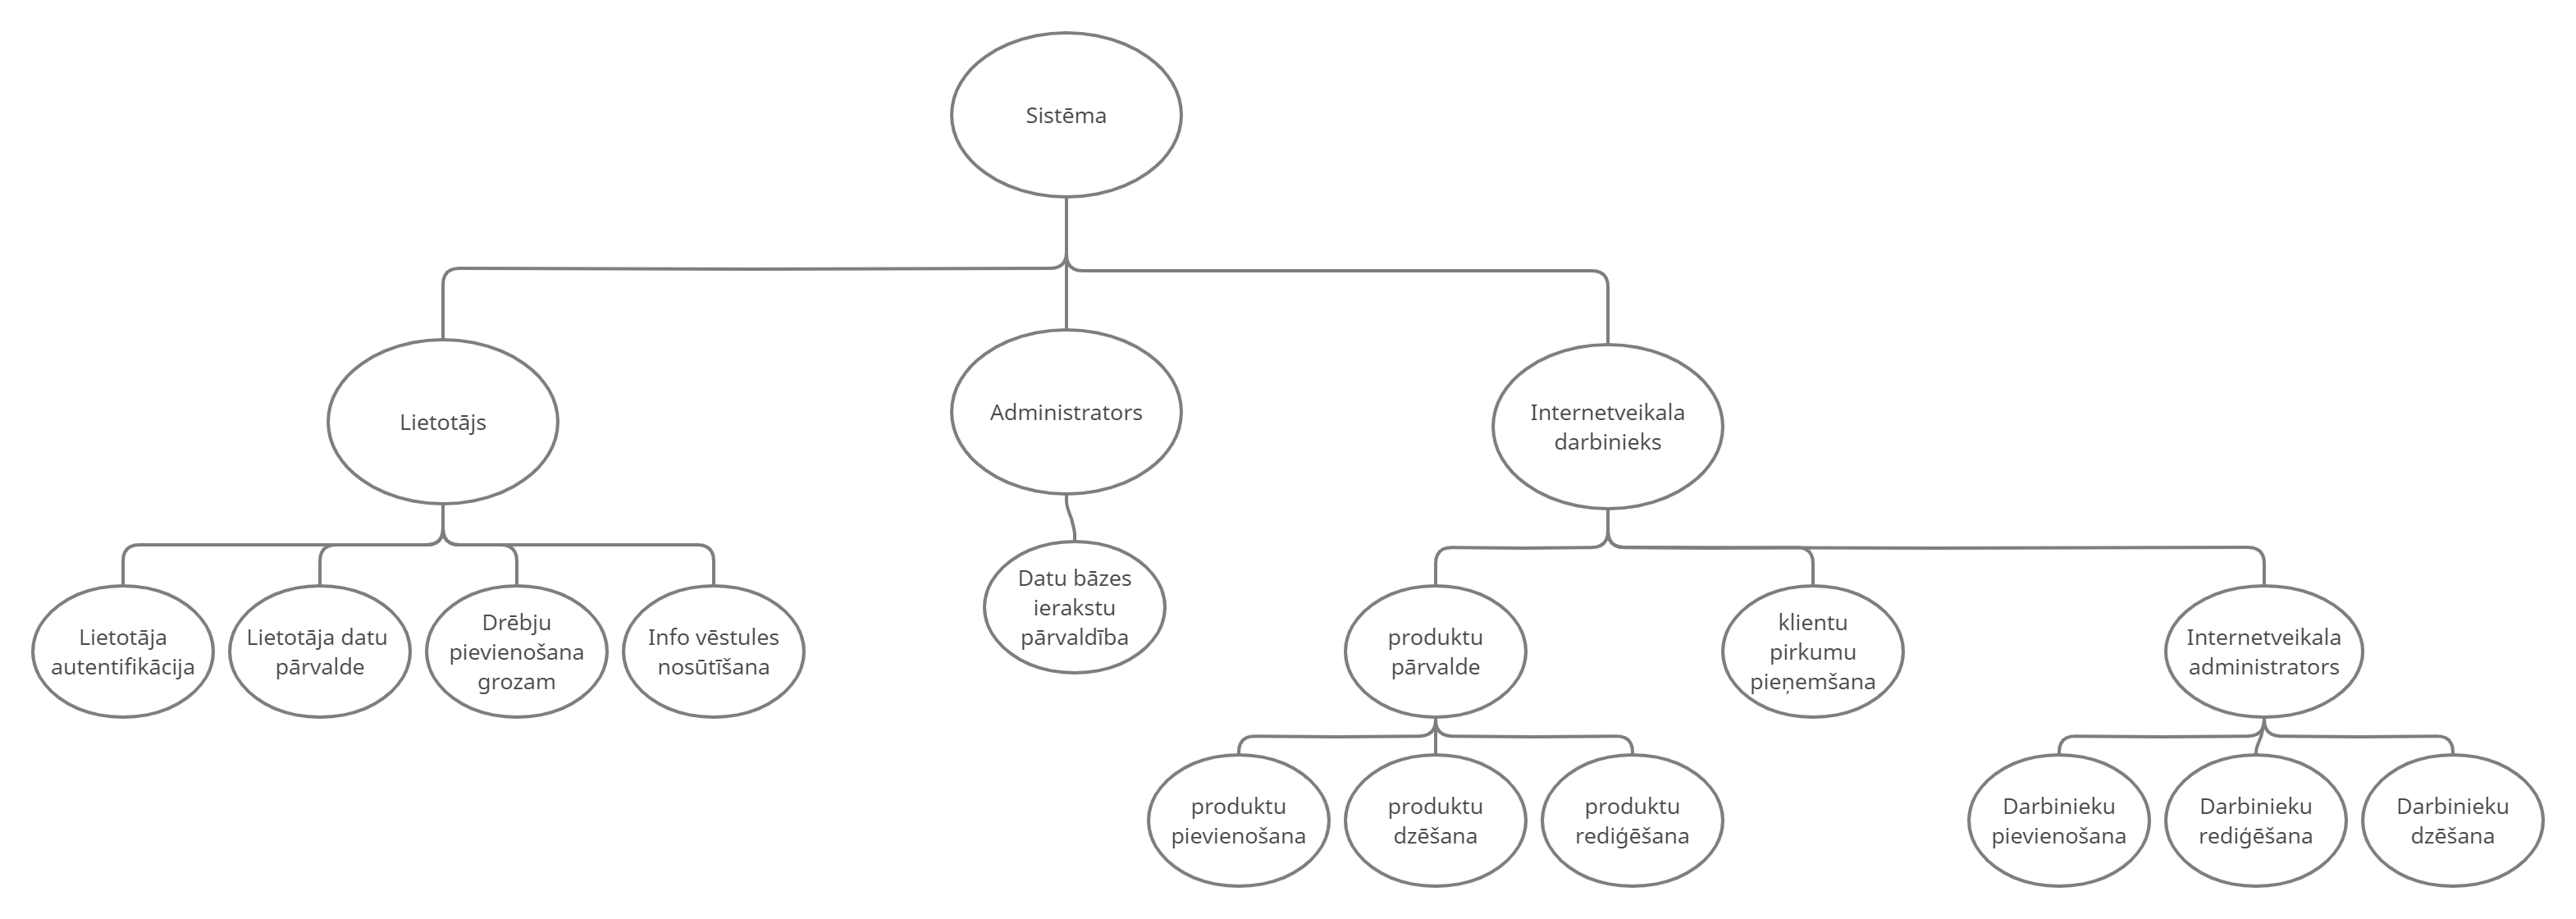 Sistēma
Lietotājs
Administrators
Internetveikala
darbinieks
Lietotāja
autentifikācija
Lietotāja datu
pārvalde
Drēbju
pievienošana
grozam
Info vēstules
nosūtīšana
Datu bāzes
ierakstu
pārvaldība
produktu
pārvalde
klientu
pirkumu
pieņemšana
Internetveikala
administrators
produktu
pievienošana
produktu
dzēšana
produktu
rediģēšana
Darbinieku
pievienošana
Darbinieku
rediģēšana
Darbinieku
dzēšana